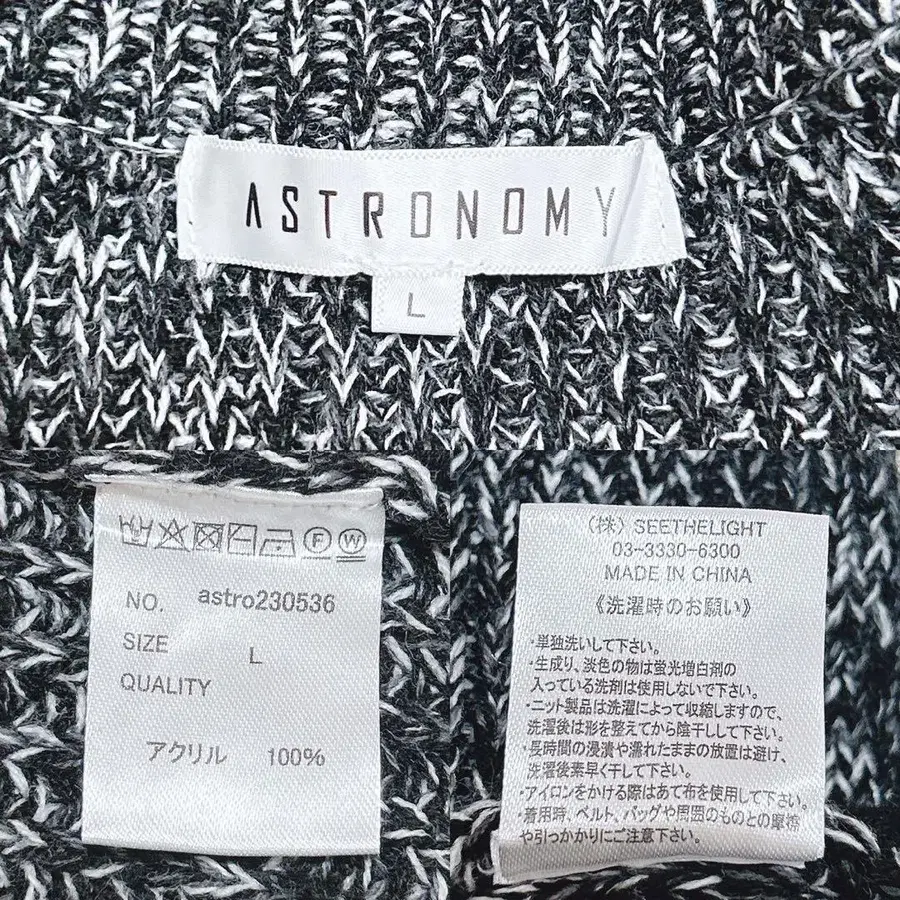 ASTRONOMY
L
NO. astro230536
SIZE L
QUALITY
アクリル 100%
(株) SEETHELIGHT
03-3330-6300
MADE IN CHINA
《洗濯時のお願い》
・単独洗いして下さい。
・生成り、淡色の物は蛍光増白剤の
入っている洗剤は使用しないで下さい。
・ニット製品は洗濯によって収縮しますので、
洗濯後は形を整えてから陰干しして下さい。
・長時間の浸漬や濡れたままの放置は避け、
洗濯後素早く干して下さい。
・アイロンをかける際はあて布を使用して下さい。
・着用時、ベルト、バッグや周囲のものとの摩擦
や引っかかりにご注意下さい。